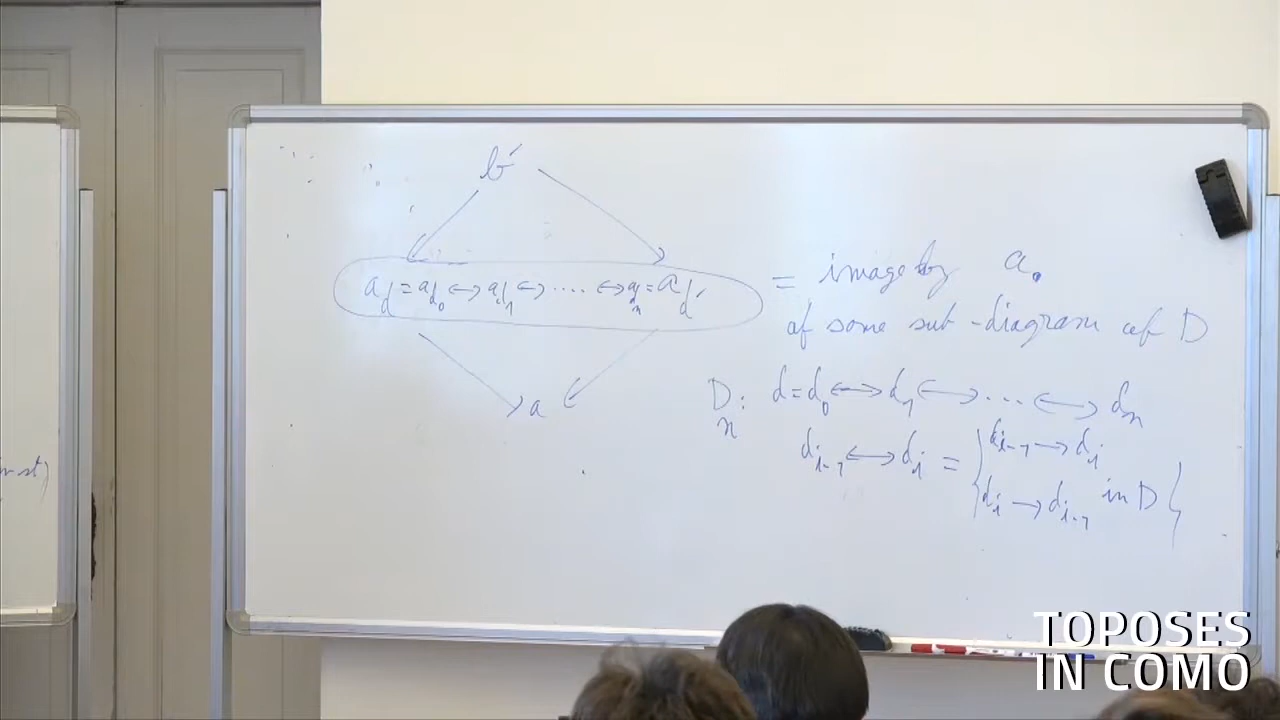 b'
a_d = a_{d_0} ↔ a_{d_1} ↔ ..... ↔ a_{d_n} = a_{d'}
a
= image by a.
of some sub-diagram of D
D_n: d = d_0 ↔ d_1 ↔ ... ↔ d_n
d_{i-1} ↔ d_i = { d_{i-1} → d_i
d_i → d_{i-1} in D }
TOPOSES
IN COMO